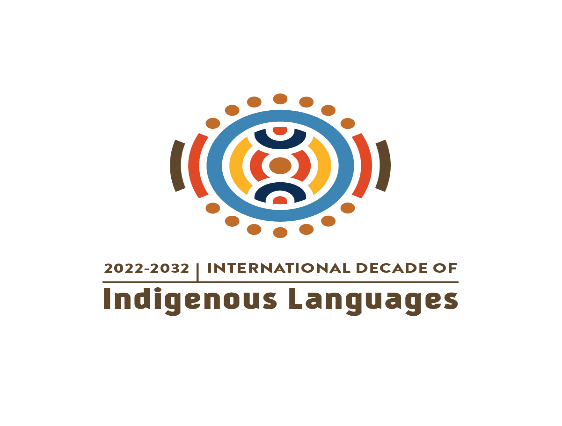 2022-2032 | INTERNATIONAL DECADE OF
Indigenous Languages